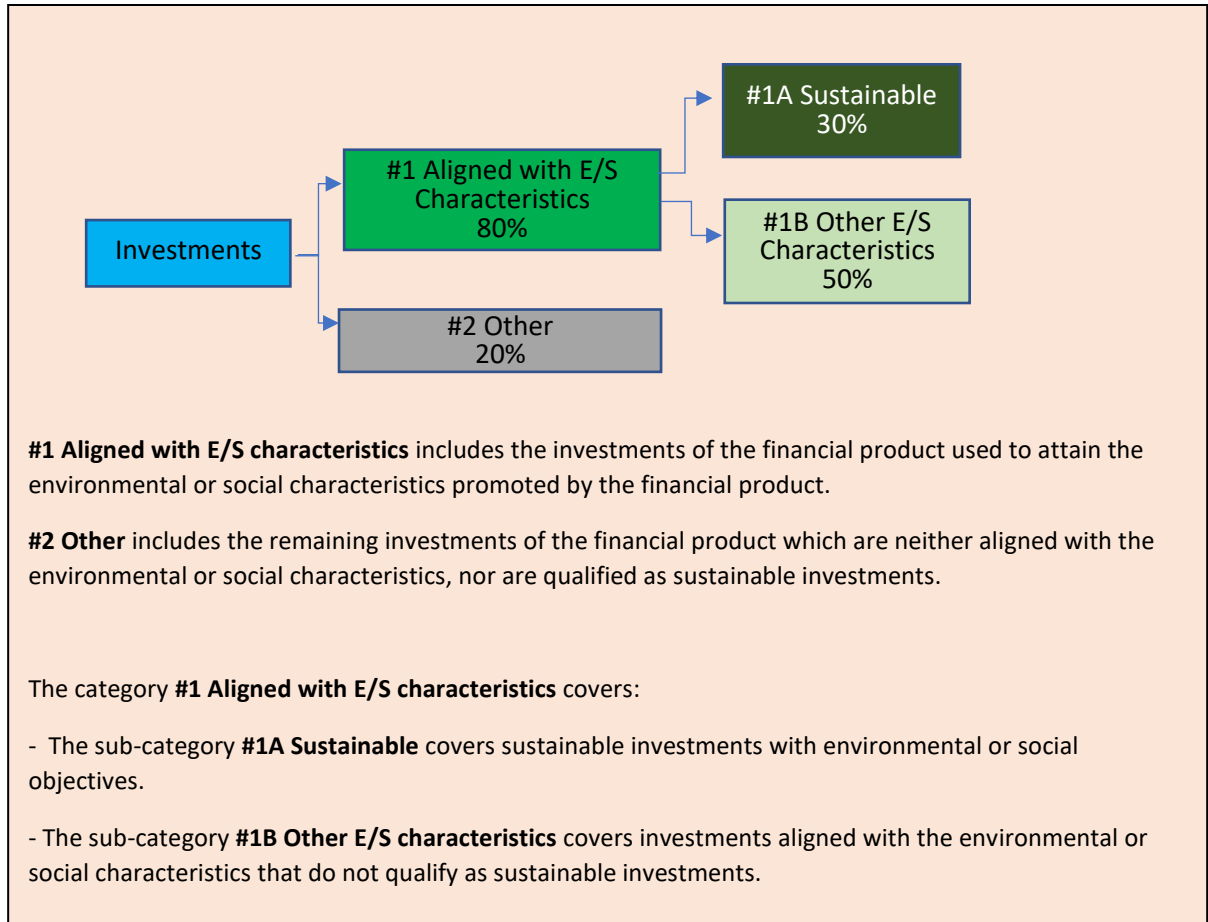 #1A Sustainable
30%
#1 Aligned with E/S
Characteristics
80%
#1B Other E/S
Characteristics
50%
Investments
#2 Other
20%
#1 Aligned with E/S characteristics includes the investments of the financial product used to attain the
environmental or social characteristics promoted by the financial product.
#2 Other includes the remaining investments of the financial product which are neither aligned with the
environmental or social characteristics, nor are qualified as sustainable investments.
The category #1 Aligned with E/S characteristics covers:
- The sub-category #1A Sustainable covers sustainable investments with environmental or social
objectives.
- The sub-category #1B Other E/S characteristics covers investments aligned with the environmental or
social characteristics that do not qualify as sustainable investments.